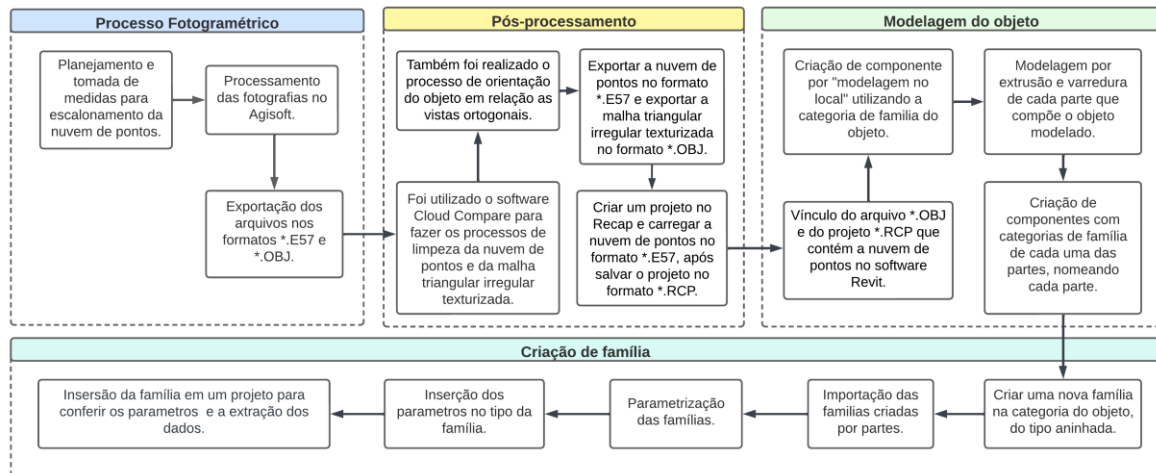 Processo Fotogramétrico
Planejamento e
tomada de
medidas para
escalonamento da
nuvem de pontos.
Processamento
das fotografias no
Agisoft.
Exportação dos
arquivos nos
formatos *.E57 e
*.OBJ.
Pós-processamento
Foi utilizado o software
Cloud Compare para
fazer os processos de
limpeza da nuvem de
pontos e da malha
triangular irregular
texturizada.
Também foi realizado o
processo de orientação
do objeto em relação as
vistas ortogonais.
Exportar a nuvem de
pontos no formato
*.E57 e exportar a
malha triangular
irregular texturizada
no formato *.OBJ.
Criar um projeto no
Recap e carregar a
nuvem de pontos no
formato *.E57, após
salvar o projeto no
formato *.RCP.
Modelagem do objeto
Vínculo do arquivo *.OBJ
e do projeto *.RCP que
contém a nuvem de
pontos no software
Revit.
Criação de componente
por "modelagem no
local" utilizando a
categoria de familia do
objeto.
Modelagem por
extrusão e varredura
de cada parte que
compõe o objeto
modelado.
Criação de
componentes com
categorias de família
de cada uma das
partes, nomeando
cada parte.
Criação de família
Criar uma nova família
na categoria do objeto,
do tipo aninhada.
Importação das
familias criadas
por partes.
Parametrização
das famílias.
Inserção dos
parametros no tipo da
família.
Insersão da família em um projeto para
conferir os parametros e a extração dos
dados.